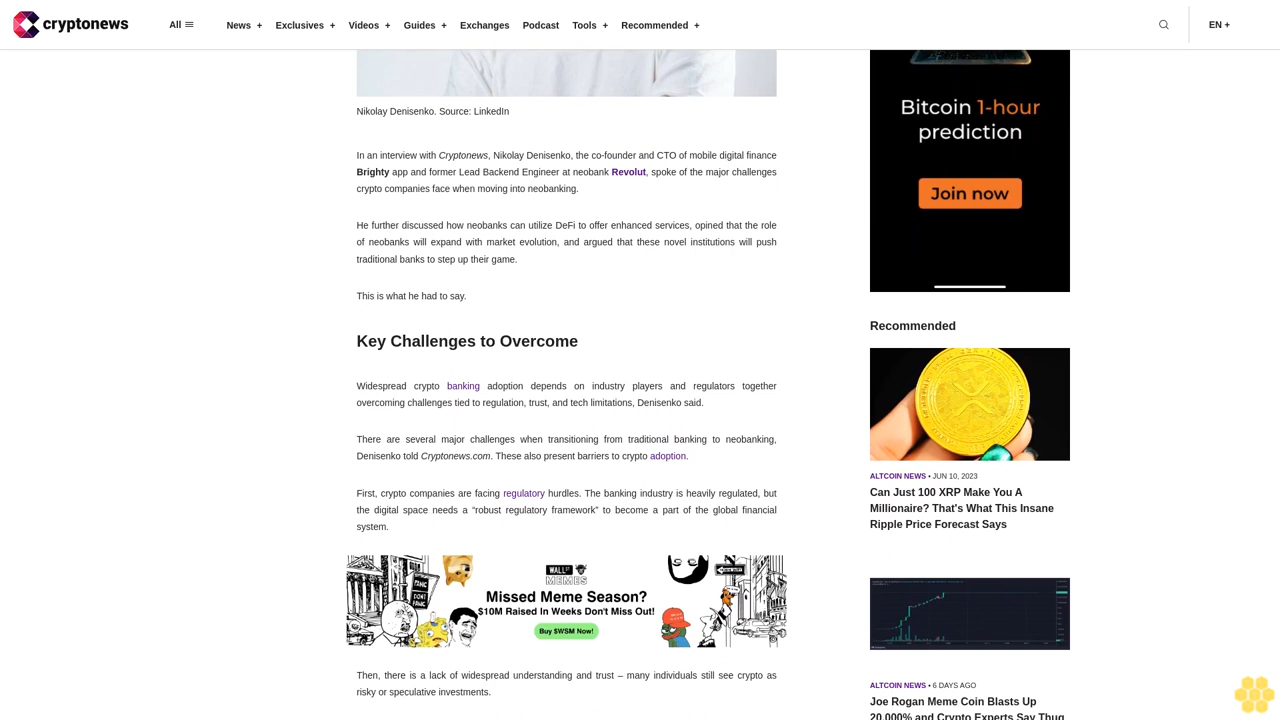 cryptonews
All
News +
Exclusives +
Videos +
Guides +
Exchanges
Podcast
Tools +
Recommended +
EN +
Nikolay Denisenko. Source: LinkedIn
In an interview with Cryptonews, Nikolay Denisenko, the co-founder and CTO of mobile digital finance
Brighty app and former Lead Backend Engineer at neobank Revolut, spoke of the major challenges
crypto companies face when moving into neobanking.
He further discussed how neobanks can utilize DeFi to offer enhanced services, opined that the role
of neobanks will expand with market evolution, and argued that these novel institutions will push
traditional banks to step up their game.
This is what he had to say.
Key Challenges to Overcome
Widespread crypto banking adoption depends on industry players and regulators together
overcoming challenges tied to regulation, trust, and tech limitations, Denisenko said.
There are several major challenges when transitioning from traditional banking to neobanking,
Denisenko told Cryptonews.com. These also present barriers to crypto adoption.
First, crypto companies are facing regulatory hurdles. The banking industry is heavily regulated, but
the digital space needs a “robust regulatory framework” to become a part of the global financial
system.
PANIC
DON'T
PANIC
WALL ST
MEMES
Missed Meme Season?
$10M Raised In Weeks Don't Miss Out!
Buy $WSM Now!
Then, there is a lack of widespread understanding and trust – many individuals still see crypto as
risky or speculative investments.
Bitcoin 1-hour
prediction
Join now
Recommended
ALTCOIN NEWS • JUN 10, 2023
Can Just 100 XRP Make You A
Millionaire? That's What This Insane
Ripple Price Forecast Says
ALTCOIN NEWS • 6 DAYS AGO
Joe Rogan Meme Coin Blasts Up
20,000% and Crypto Experts Say Thug